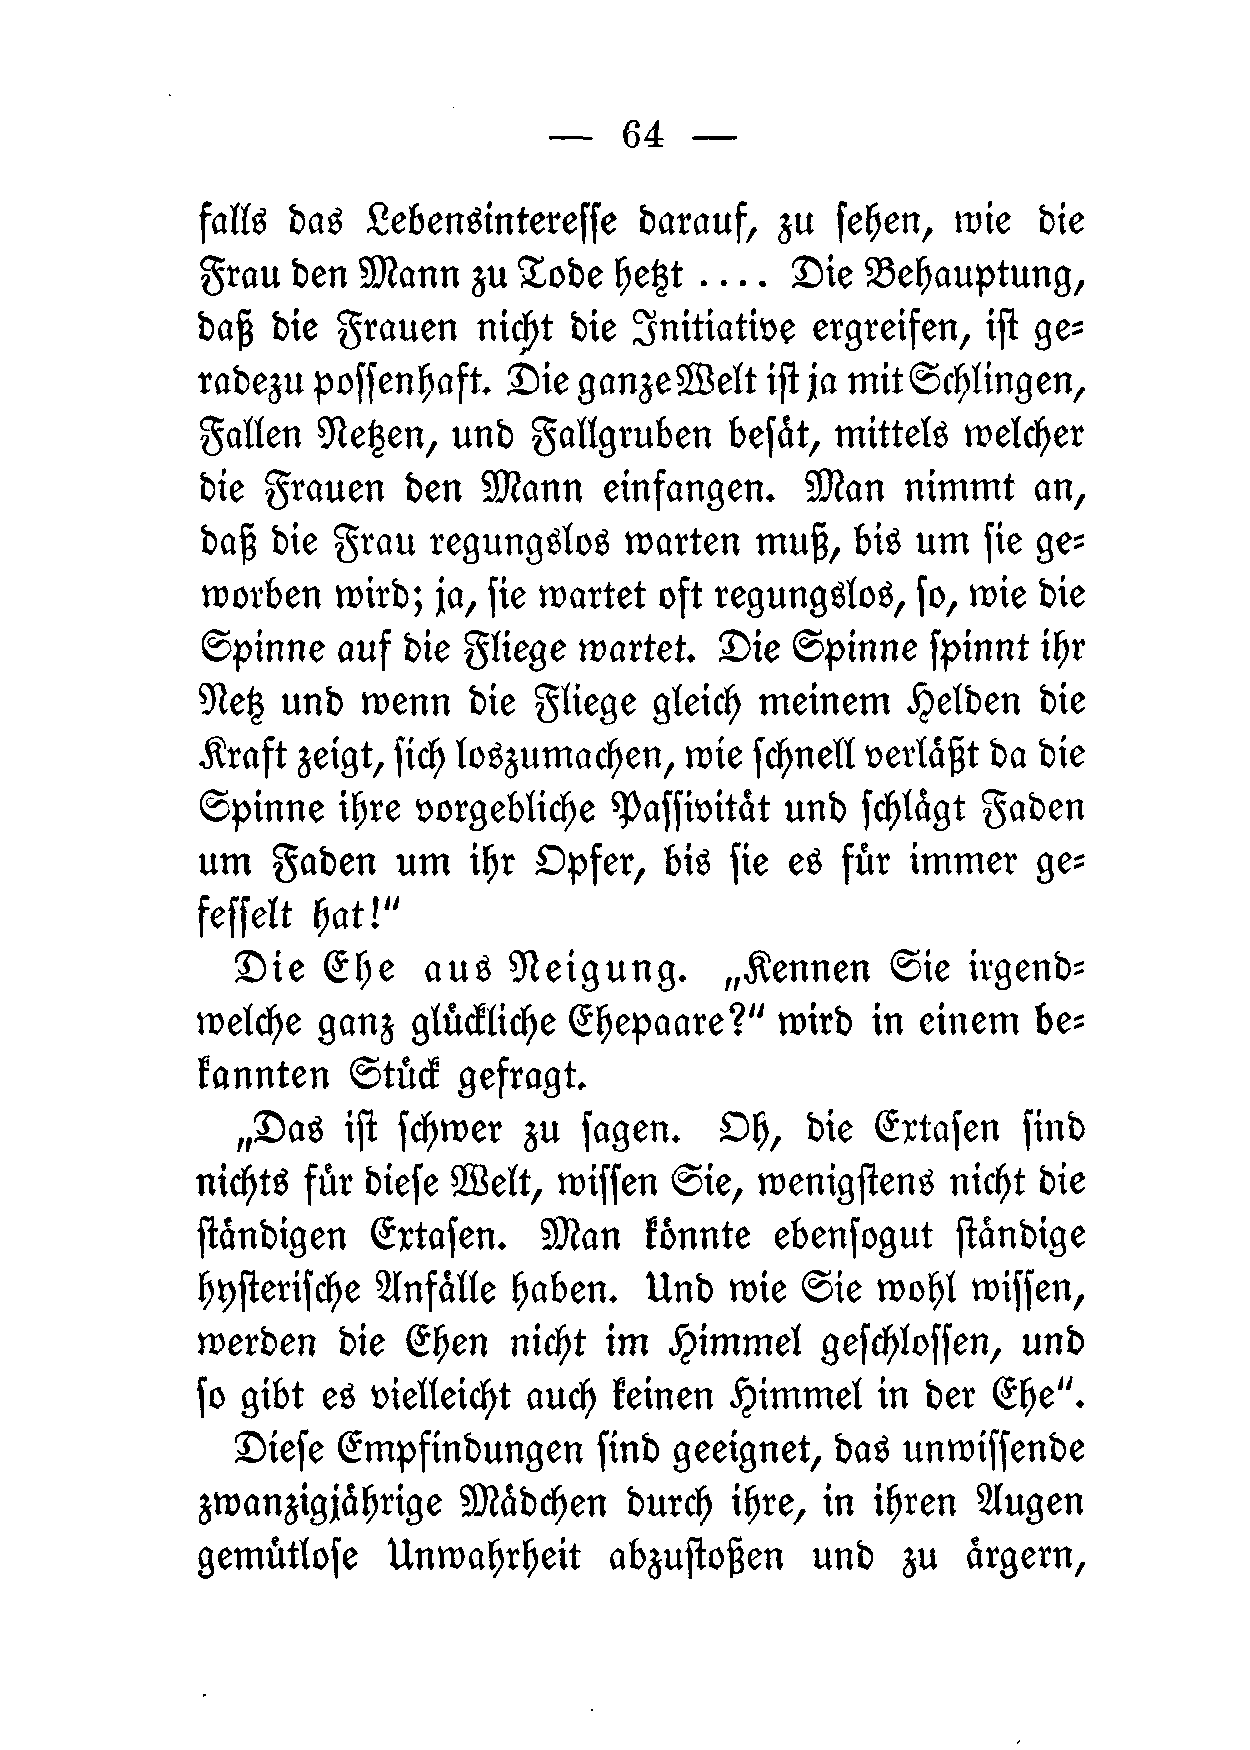 — 64 —
falls das Lebensinteresse darauf, zu sehen, wie die
Frau den Mann zu Tode hetzt .... Die Behauptung,
daß die Frauen nicht die Initiative ergreifen, ist ge-
radezu possenhaft. Die ganze Welt ist ja mit Schlingen,
Fallen Netzen, und Fallgruben besät, mittels welcher
die Frauen den Mann einfangen. Man nimmt an,
daß die Frau regungslos warten muß, bis um sie ge-
worben wird; ja, sie wartet oft regungslos, so, wie die
Spinne auf die Fliege wartet. Die Spinne spinnt ihr
Netz und wenn die Fliege gleich meinem Helden die
Kraft zeigt, sich loszumachen, wie schnell verläßt da die
Spinne ihre vorgebliche Passivität und schlägt Faden
um Faden um ihr Opfer, bis sie es für immer ge-
fesselt hat!"
Die Ehe aus Neigung. „Kennen Sie irgend-
welche ganz glückliche Ehepaare?" wird in einem be-
kannten Stück gefragt.
„Das ist schwer zu sagen. Oh, die Extasen sind
nichts für diese Welt, wissen Sie, wenigstens nicht die
ständigen Extasen. Man könnte ebensogut ständige
hysterische Anfälle haben. Und wie Sie wohl wissen,
werden die Ehen nicht im Himmel geschlossen, und
so gibt es vielleicht auch keinen Himmel in der Ehe".
Diese Empfindungen sind geeignet, das unwissende
zwanzigjährige Mädchen durch ihre, in ihren Augen
gemütlose Unwahrheit abzustoßen und zu ärgern,